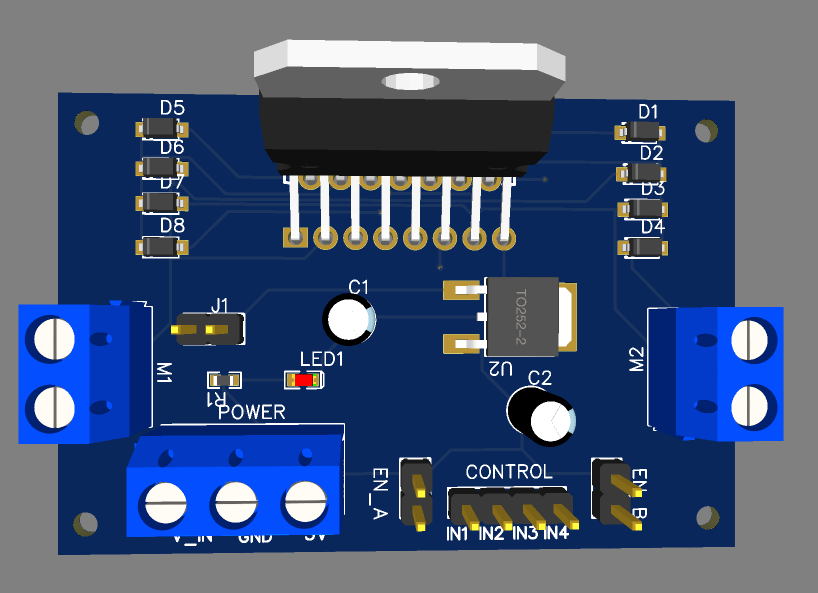 D5
D1
D6
D2
D7
D3
D8
D4
C1
J1
TO252-2
M1
M2
LED1
U2
C2
R1
POWER
EN_A
CONTROL
EN_B
IN1 IN2 IN3 IN4
V_IN GND 5V